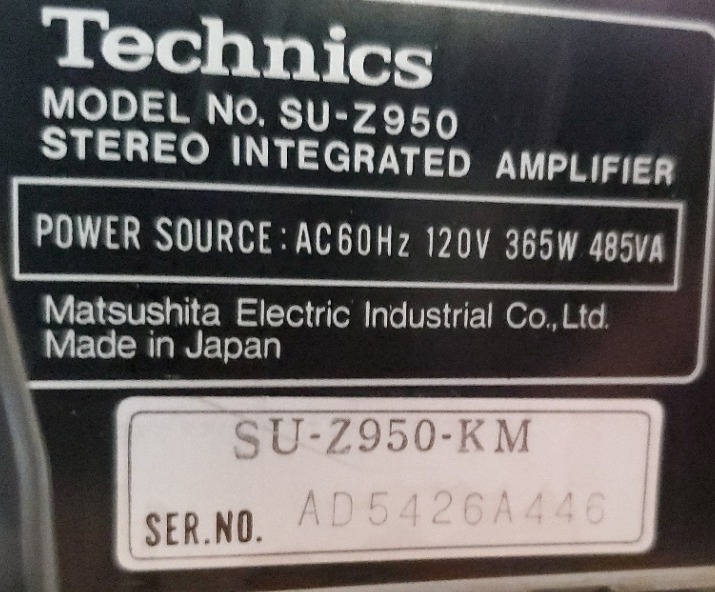 Technics
MODEL No. SU-Z950
STEREO INTEGRATED AMPLIFIER
POWER SOURCE : AC60Hz 120V 365W 485VA
Matsushita Electric Industrial Co., Ltd.
Made in Japan
SU-Z950-KM
SER.NO. AD5426A446